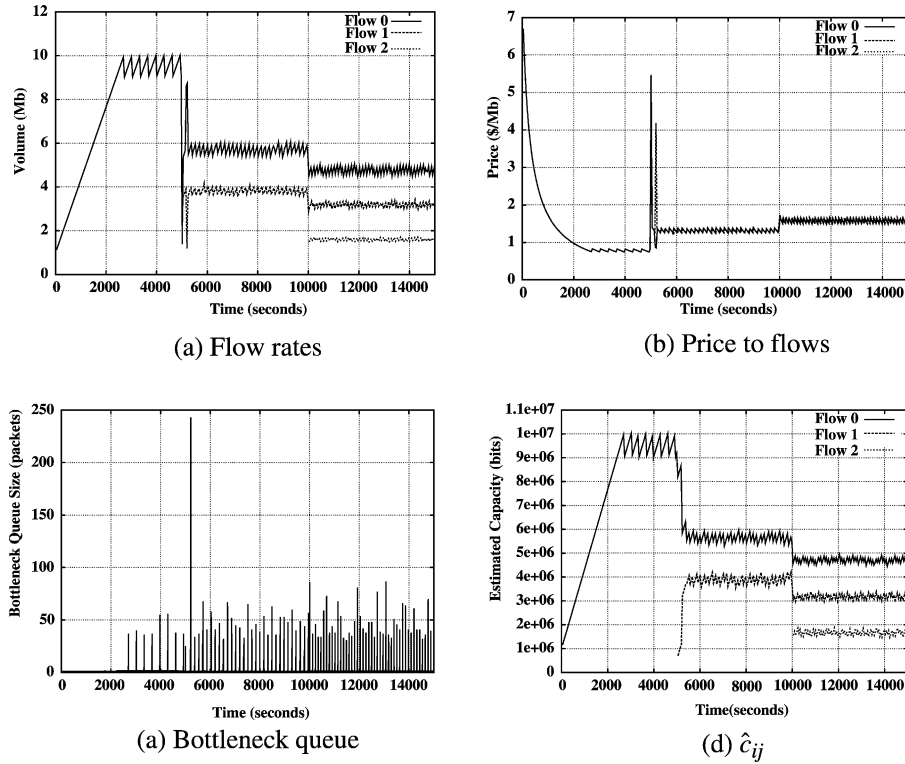 Flow 0
Flow 1
Flow 2
12
10
8
6
4
2
0
Volume (Mb)
0 2000 4000 6000 8000 10000 12000 14000
Time (seconds)
(a) Flow rates
Flow 0
Flow 1
Flow 2
7
6
5
4
3
2
1
0
Price ($/Mb)
0 2000 4000 6000 8000 10000 12000 14000
Time (seconds)
(b) Price to flows
250
200
150
100
50
0
Bottleneck Queue Size (packets)
0 2000 4000 6000 8000 10000 12000 14000
Time (seconds)
(a) Bottleneck queue
Flow 0
Flow 1
Flow 2
1.1e+07
1e+07
9e+06
8e+06
7e+06
6e+06
5e+06
4e+06
3e+06
2e+06
1e+06
0
Estimated Capacity (bits)
0 2000 4000 6000 8000 10000 12000 14000
Time(seconds)
(d) ĉij